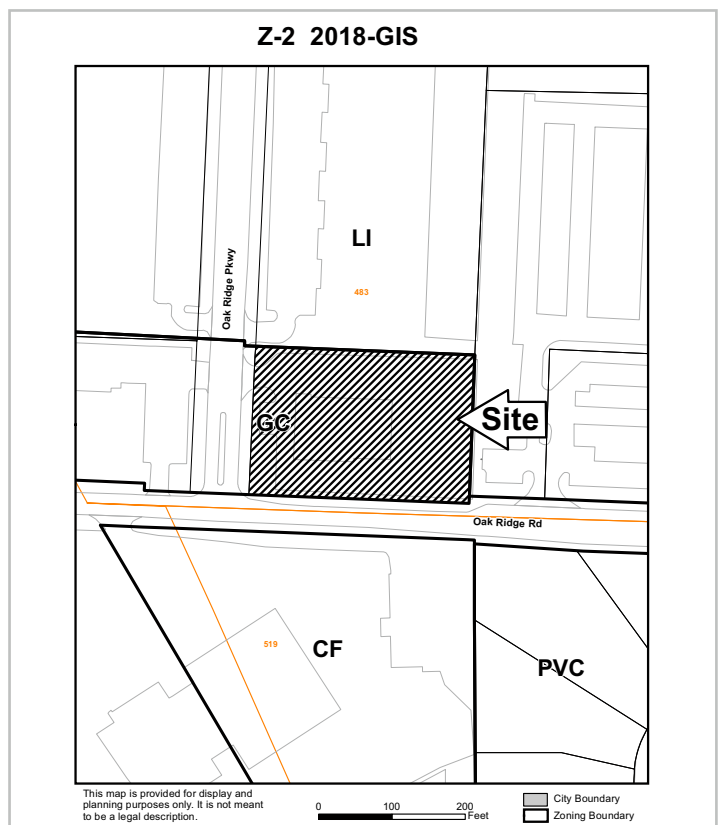 Z-2 2018-GIS
Oak Ridge Pkwy
LI
483
GC
Site
Oak Ridge Rd
519
CF
PVC
This map is provided for display and
planning purposes only. It is not meant
to be a legal description.
0 100 200
Feet
City Boundary
Zoning Boundary